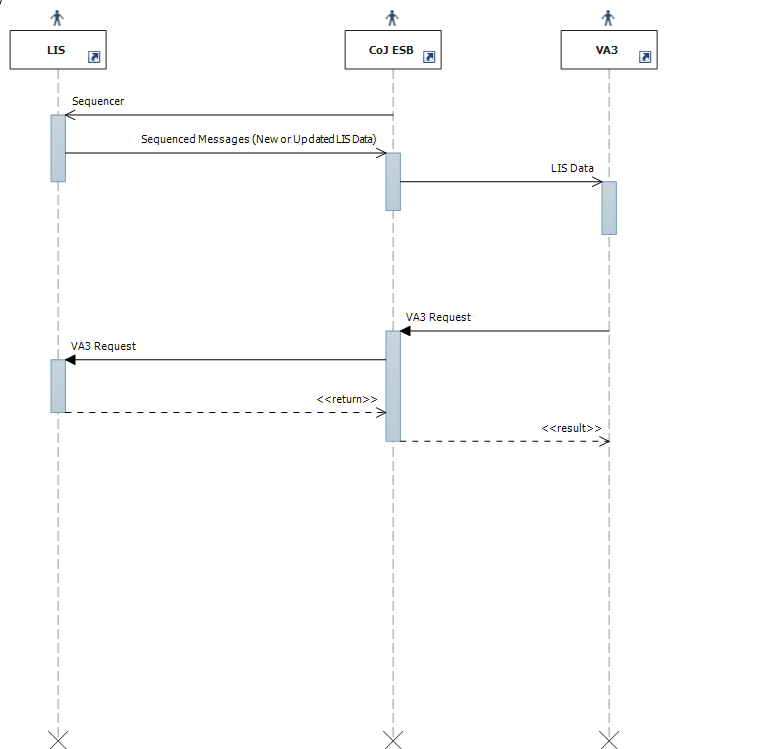 LIS
CoJ ESB
VA3
Sequencer
Sequenced Messages (New or Updated LIS Data)
LIS Data
VA3 Request
VA3 Request
<<return>>
<<result>>